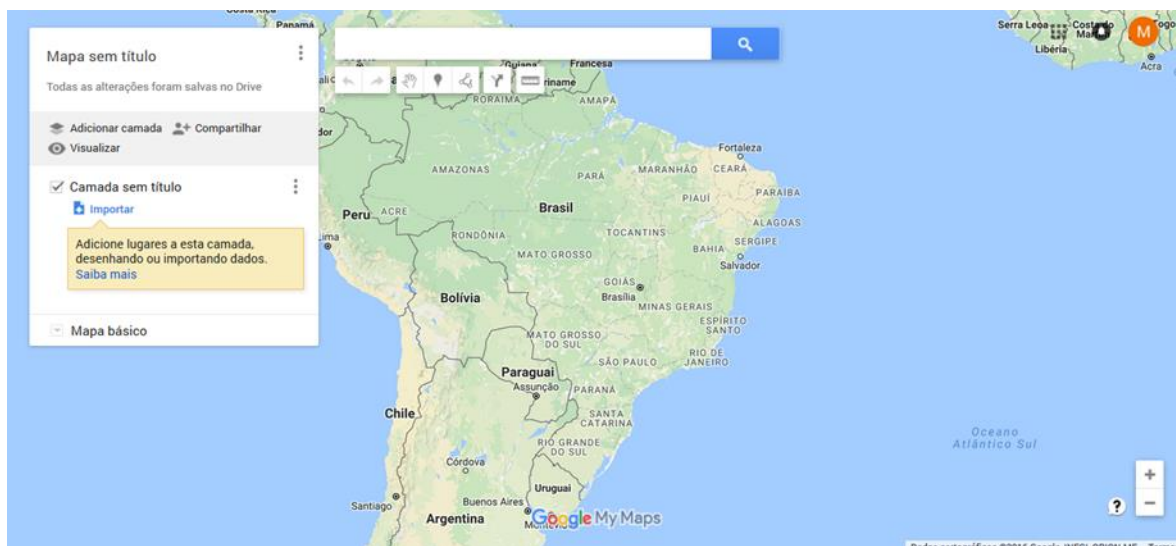 Costa Rica
Panamá
Serra Leoa
Togo
Libéria
Acra
M
Mapa sem título
Todas as alterações foram salvas no Drive
Adicionar camada
Compartilhar
Visualizar
Camada sem título
Importar
Adicione lugares a esta camada,
desenhando ou importando dados.
Saiba mais
Mapa básico
Guiana
Francesa
RORAIMA
AMAPÁ
Fortaleza
AMAZONAS
PARÁ
MARANHÃO
CEARÁ
PARAÍBA
PIAUÍ
Peru
ACRE
Brasil
ALAGOAS
RONDÔNIA
TOCANTINS
SERGIPE
BAHIA
MATO GROSSO
Salvador
GOIÁS
Brasília
Bolívia
MINAS GERAIS
ESPÍRITO
SANTO
MATO GROSSO
DO SUL
RIO DE
JANEIRO
SÃO PAULO
Paraguai
Assunção
PARANÁ
Chile
SANTA
CATARINA
Oceano
Atlântico Sul
RIO GRANDE
DO SUL
Córdova
Uruguai
Buenos Aires
Santiago
Argentina
Google My Maps
+
?
−